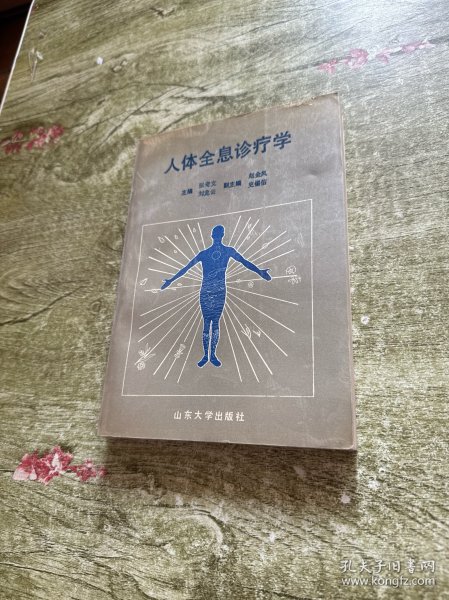 人体全息诊疗学
主编 副主编
山东大学出版社
孔夫子旧书网
www.kongfz.com